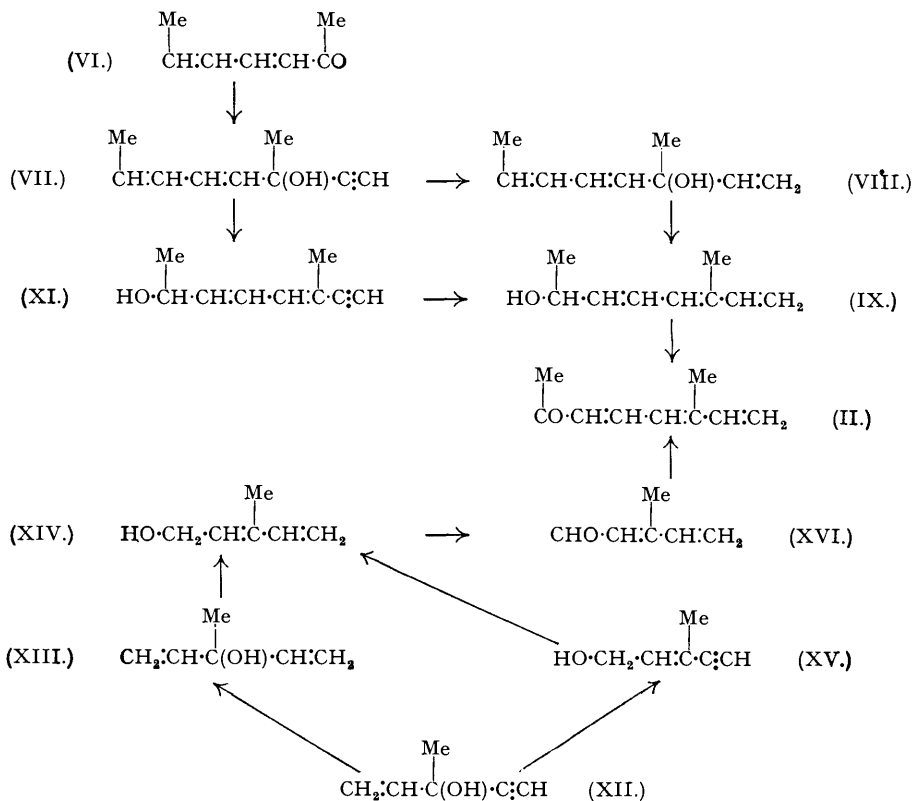 Me Me
(VI.) CH:CH·CH:CH·CO
Me Me
(VII.) CH:CH·CH:CH·C(OH)·C⋮CH
Me Me
CH:CH·CH:CH·C(OH)·CH:CH₂ (VIII.)
Me Me
(XI.) HO·CH·CH:CH·CH:C·C⋮CH
Me Me
HO·CH·CH:CH·CH:C·CH:CH₂ (IX.)
Me Me
CO·CH:CH·CH:C·CH:CH₂ (II.)
Me
(XIV.) HO·CH₂·CH:C·CH:CH₂
Me
CHO·CH:C·CH:CH₂ (XVI.)
Me
(XIII.) CH₂:CH·C(OH)·CH:CH₂
Me
HO·CH₂·CH:C·C⋮CH (XV.)
Me
CH₂:CH·C(OH)·C⋮CH (XII.)